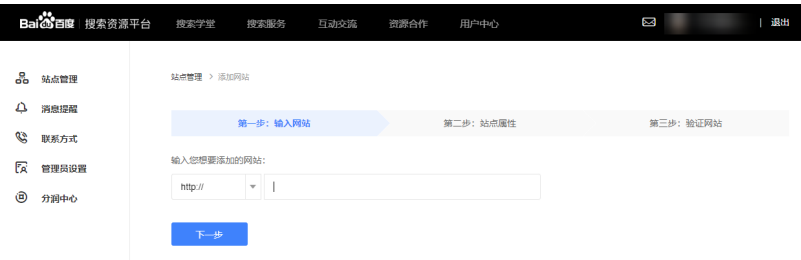 Bai百度 搜索资源平台 搜索学堂 搜索服务 互动交流 资源合作 用户中心 | 退出
站点管理
消息提醒
联系方式
管理员设置
分润中心
站点管理 > 添加网站
第一步：输入网站 第二步：站点属性 第三步：验证网站
输入您想要添加的网站：
http://
下一步